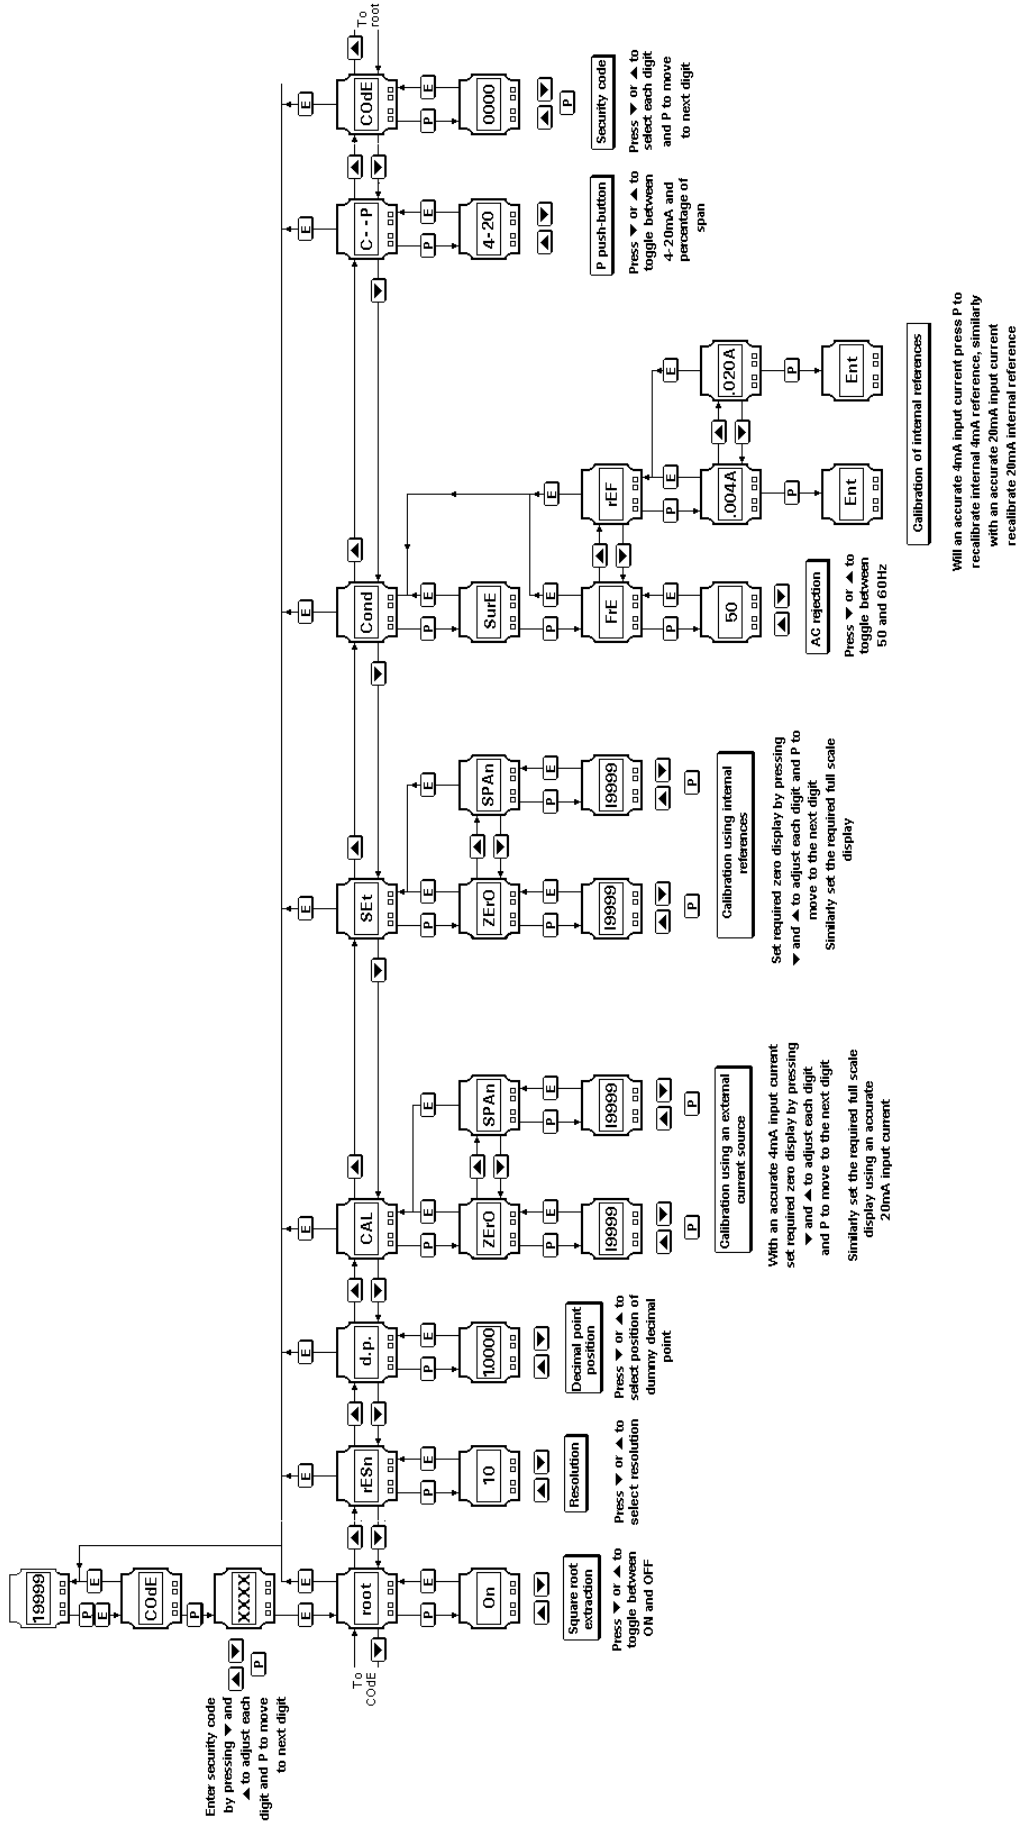 19999
P
E
E
COdE
P
XXXX
Enter security code
by pressing ▼ and
▲ to adjust each
digit and P to move
to next digit
P
E
E
To
COdE
root
P
E
On
Square root
extraction
Press ▼ or ▲ to
toggle between
ON and OFF
E
rESn
P
E
10
Resolution
Press ▼ or ▲ to
select resolution
E
d.p.
P
E
1.0000
Decimal point
position
Press ▼ or ▲ to
select position of
dummy decimal
point
E
CAL
P
E
E
ZErO
SPAn
P
E
P
E
19999
19999
P
P
Calibration using an external
current source
With an accurate 4mA input current
set required zero display by pressing
▼ and ▲ to adjust each digit
and P to move to the next digit
Similarly set the required full scale
display using an accurate
20mA input current
E
SEt
P
E
E
ZErO
SPAn
P
E
P
E
19999
19999
P
P
Calibration using internal
references
Set required zero display by pressing
▼ and ▲ to adjust each digit and P to
move to the next digit
Similarly set the required full scale
display
E
Cond
P
E
SurE
P
E
E
FrE
rEF
P
E
50
AC rejection
Press ▼ or ▲ to
toggle between
50 and 60Hz
P
E
E
.004A
.020A
P
P
Ent
Ent
Calibration of internal references
Will an accurate 4mA input current press P to
recalibrate internal 4mA reference, similarly
with an accurate 20mA input current
recalibrate 20mA internal reference
E
C--P
P
E
4-20
P push-button
Press ▼ or ▲ to
toggle between
4-20mA and
percentage of
span
E
COdE
To
root
P
E
0000
P
Security code
Press ▼ or ▲ to
select each digit
and P to move
to next digit